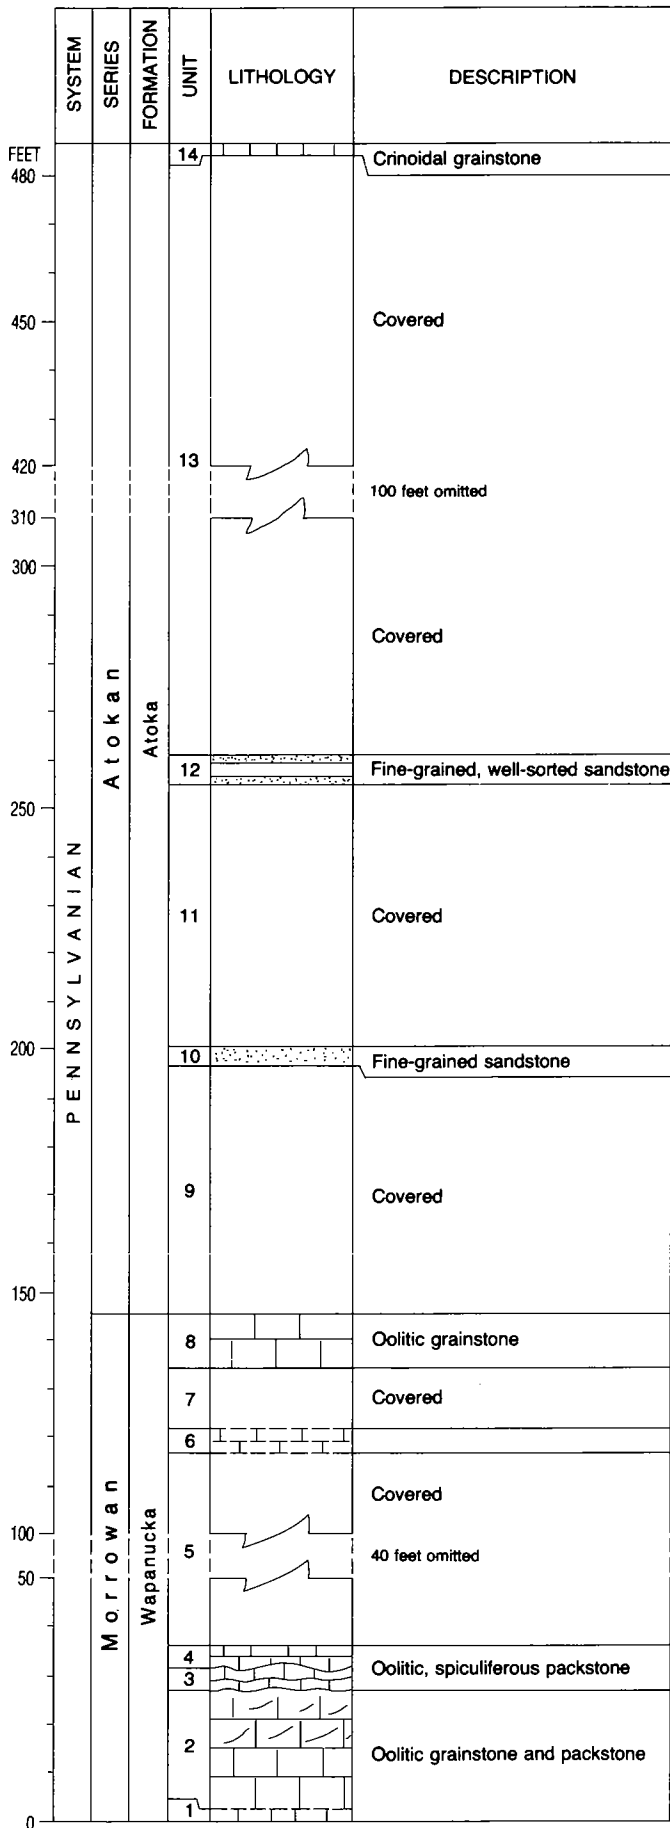 SYSTEM
SERIES
FORMATION
UNIT
LITHOLOGY
DESCRIPTION
FEET
14
Crinoidal grainstone
480
450
Covered
420
13
100 feet omitted
310
300
Covered
Atokan
Atoka
12
Fine-grained, well-sorted sandstone
250
PENNSYLVANIAN
11
Covered
200
10
Fine-grained sandstone
9
Covered
150
8
Oolitic grainstone
7
Covered
6
Covered
100
Morrowan
Wapanucka
5
40 feet omitted
50
4
Oolitic, spiculiferous packstone
3
2
Oolitic grainstone and packstone
1
0